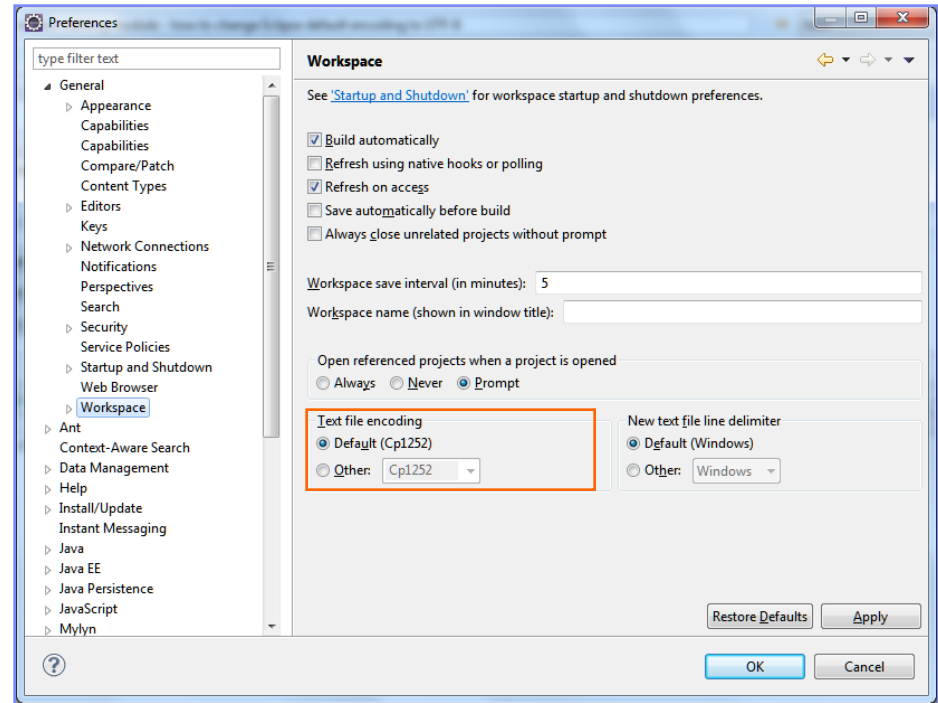 Preferences
type filter text
General
Appearance
Capabilities
Capabilities
Compare/Patch
Content Types
Editors
Keys
Network Connections
Notifications
Perspectives
Search
Security
Service Policies
Startup and Shutdown
Web Browser
Workspace
Ant
Context-Aware Search
Data Management
Help
Install/Update
Instant Messaging
Java
Java EE
Java Persistence
JavaScript
Mylyn
Workspace
See 'Startup and Shutdown' for workspace startup and shutdown preferences.
Build automatically
Refresh using native hooks or polling
Refresh on access
Save automatically before build
Always close unrelated projects without prompt
Workspace save interval (in minutes): 5
Workspace name (shown in window title):
Open referenced projects when a project is opened
Always Never Prompt
Text file encoding
Default (Cp1252)
Other: Cp1252
New text file line delimiter
Default (Windows)
Other: Windows
Restore Defaults Apply
? OK Cancel